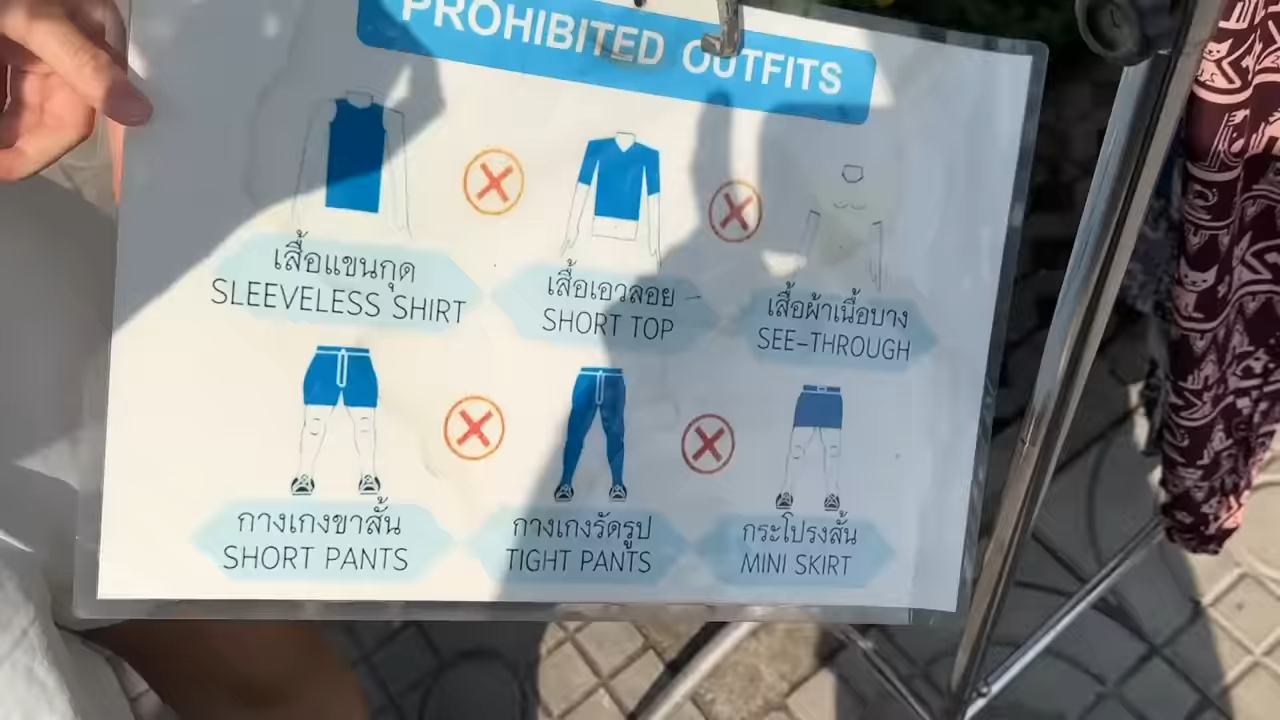 PROHIBITED OUTFITS
เสื้อแขนกุด
SLEEVELESS SHIRT
เสื้อเอวลอย
SHORT TOP
เสื้อผ้าเนื้อบาง
SEE-THROUGH
กางเกงขาสั้น
SHORT PANTS
กางเกงรัดรูป
TIGHT PANTS
กระโปรงสั้น
MINI SKIRT